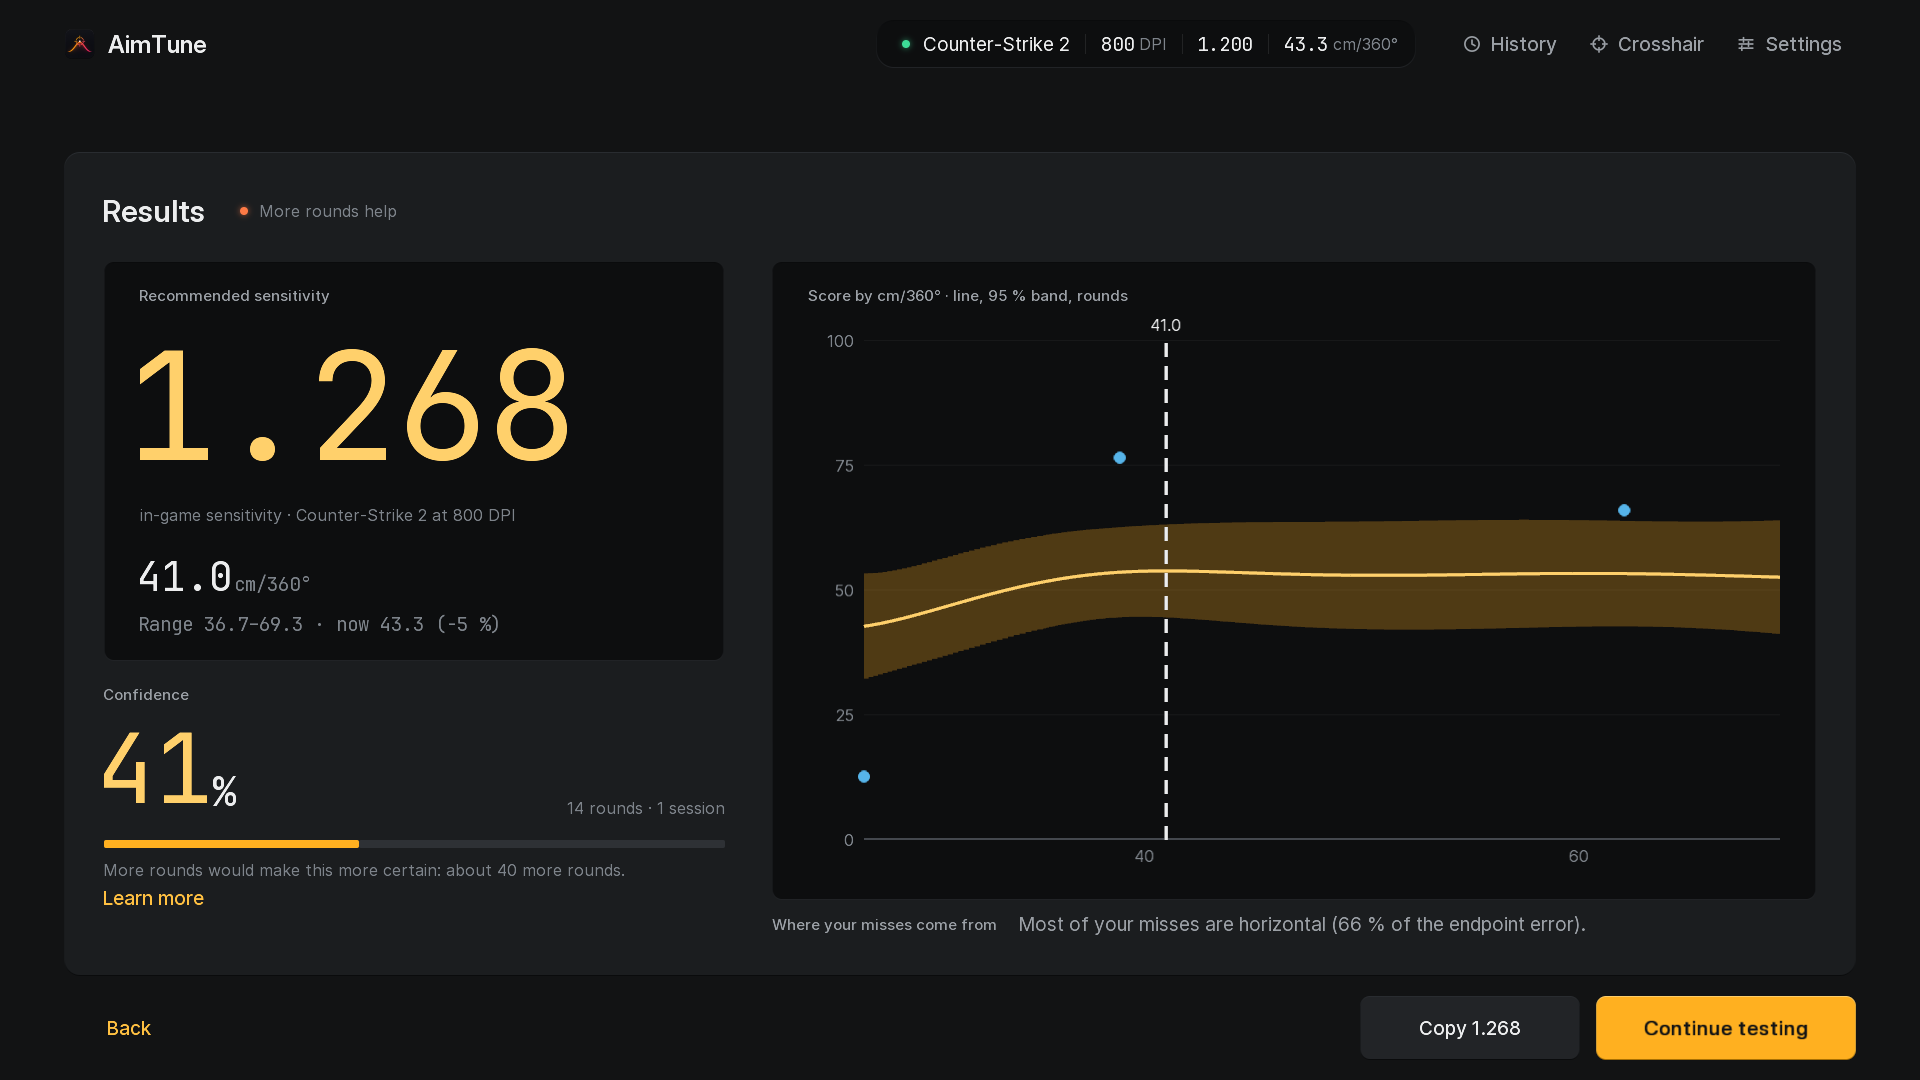 AimTune
Counter-Strike 2 800 DPI 1.200 43.3 cm/360°
History
Crosshair
Settings
Results
More rounds help
Recommended sensitivity
1.268
in-game sensitivity · Counter-Strike 2 at 800 DPI
41.0 cm/360°
Range 36.7–69.3 · now 43.3 (-5 %)
Confidence
41%
14 rounds · 1 session
More rounds would make this more certain: about 40 more rounds.
Learn more
Score by cm/360° · line, 95 % band, rounds
41.0
100
75
50
25
0
40
60
Where your misses come from Most of your misses are horizontal (66 % of the endpoint error).
Back
Copy 1.268
Continue testing